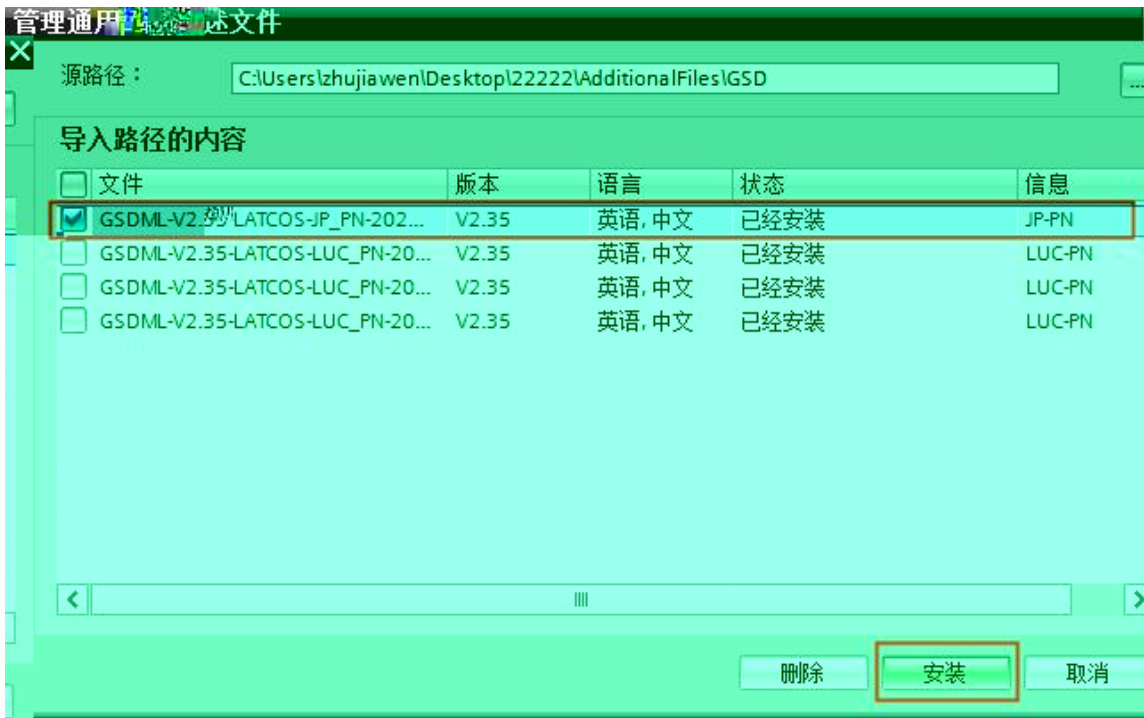 管理通用 述文件
源路径：
C:\Users\zhujiawen\Desktop\22222\AdditionalFiles\GSD
...
导入路径的内容
文件 版本 语言 状态 信息
LATCOS-JP_PN-202... V2.35 英语, 中文 已经安装 JP-PN
GSDML-V2.35-LATCOS-LUC_PN-20... V2.35 英语, 中文 已经安装 LUC-PN
GSDML-V2.35-LATCOS-LUC_PN-20... V2.35 英语, 中文 已经安装 LUC-PN
GSDML-V2.35-LATCOS-LUC_PN-20... V2.35 英语, 中文 已经安装 LUC-PN
删除 安装 取消